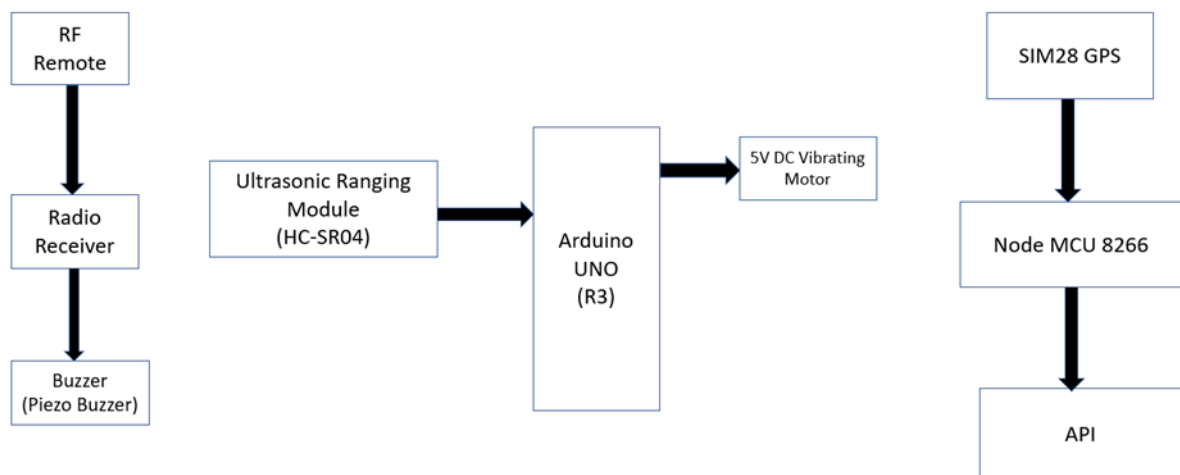 RF
Remote
Radio
Receiver
Buzzer
(Piezo Buzzer)
Ultrasonic Ranging
Module
(HC-SR04)
Arduino
UNO
(R3)
5V DC Vibrating
Motor
SIM28 GPS
Node MCU 8266
API